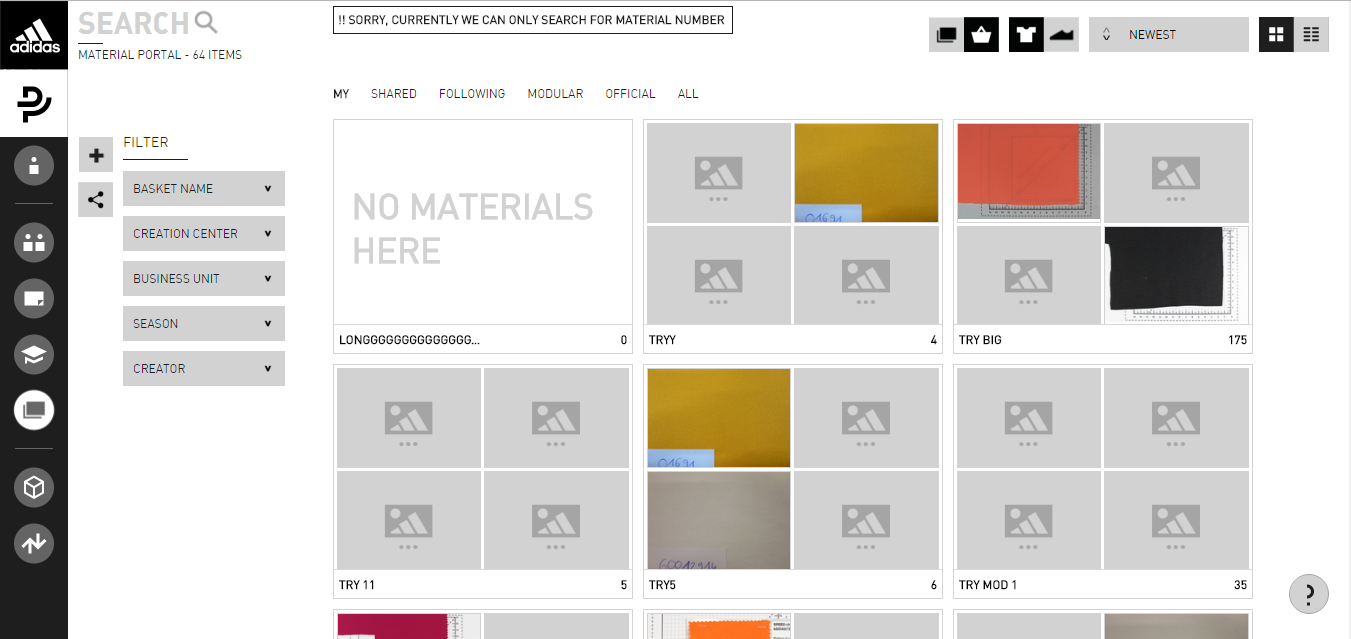 SEARCH
!! SORRY, CURRENTLY WE CAN ONLY SEARCH FOR MATERIAL NUMBER
NEWEST
adidas
MATERIAL PORTAL - 64 ITEMS
MY SHARED FOLLOWING MODULAR OFFICIAL ALL
FILTER
BASKET NAME
CREATION CENTER
BUSINESS UNIT
SEASON
CREATOR
NO MATERIALS
HERE
01691
LONGGGGGGGGGGGGGG... 0
TRYY 4
TRY BIG 175
01691
60012914
TRY 11 5
TRY5 6
TRY MOD 1 35
?